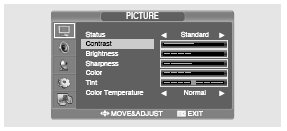 PICTURE
Status Standard
Contrast
Brightness
Sharpness
Color
Tint
Color Temperature Normal
MOVE&ADJUST EXIT